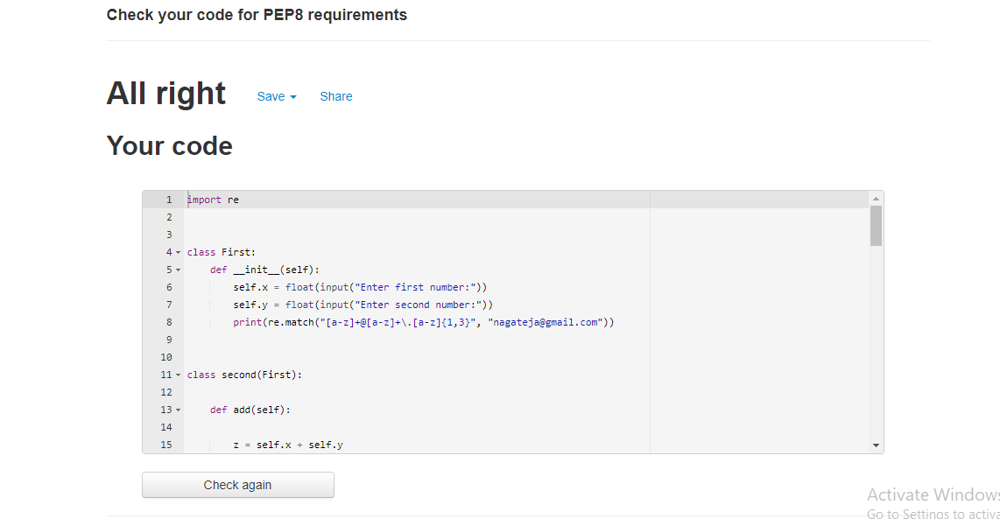 Check your code for PEP8 requirements
All right Save Share
Your code
1 import re
2
3
4 class First:
5 def __init__(self):
6 self.x = float(input("Enter first number:"))
7 self.y = float(input("Enter second number:"))
8 print(re.match("[a-z]+@[a-z]+\.[a-z]{1,3}", "nagateja@gmail.com"))
9
10
11 class second(First):
12
13 def add(self):
14
15 z = self.x + self.y
Check again
Activate Windows
Go to Settings to activa